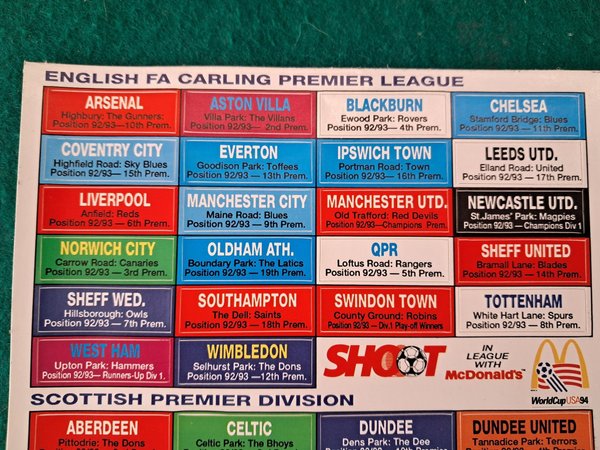 ENGLISH FA CARLING PREMIER LEAGUE
ARSENAL
Highbury: The Gunners:
Position 92/93—10th Prem.
ASTON VILLA
Villa Park: The Villans
Position 92/93— 2nd Prem.
BLACKBURN
Ewood Park: Rovers
Position 92/93— 4th Prem.
CHELSEA
Stamford Bridge: Blues
Position 92/93— 11th Prem.
COVENTRY CITY
Highfield Road: Sky Blues
Position 92/93— 15th Prem.
EVERTON
Goodison Park: Toffees
Position 92/93— 13th Prem.
IPSWICH TOWN
Portman Road: Town
Position 92/93— 16th Prem.
LEEDS UTD.
Elland Road: United
Position 92/93— 17th Prem.
LIVERPOOL
Anfield: Reds
Position 92/93— 6th Prem.
MANCHESTER CITY
Maine Road: Blues
Position 92/93— 9th Prem.
MANCHESTER UTD.
Old Trafford: Red Devils
Position 92/93—Champions Prem.
NEWCASTLE UTD.
St.James' Park: Magpies
Position 92/93—Champions Div 1
NORWICH CITY
Carrow Road: Canaries
Position 92/93— 3rd Prem.
OLDHAM ATH.
Boundary Park: The Latics
Position 92/93— 19th Prem.
QPR
Loftus Road: Rangers
Position 92/93— 5th Prem.
SHEFF UNITED
Bramall Lane: Blades
Position 92/93— 14th Prem.
SHEFF WED.
Hillsborough: Owls
Position 92/93— 7th Prem.
SOUTHAMPTON
The Dell: Saints
Position 92/93— 18th Prem.
SWINDON TOWN
County Ground: Robins
Position 92/93— Div.1 Play-off Winners
TOTTENHAM
White Hart Lane: Spurs
Position 92/93— 8th Prem.
WEST HAM
Upton Park: Hammers
Position 92/93— Runners-Up Div 1.
WIMBLEDON
Selhurst Park: The Dons
Position 92/93—12th Prem.
SHOOT
IN
LEAGUE
WITH
McDonald's
WorldCupUSA94
SCOTTISH PREMIER DIVISION
ABERDEEN
Pittodrie: The Dons
CELTIC
Celtic Park: The Bhoys
DUNDEE
Dens Park: The Dee
DUNDEE UNITED
Tannadice Park: Terrors